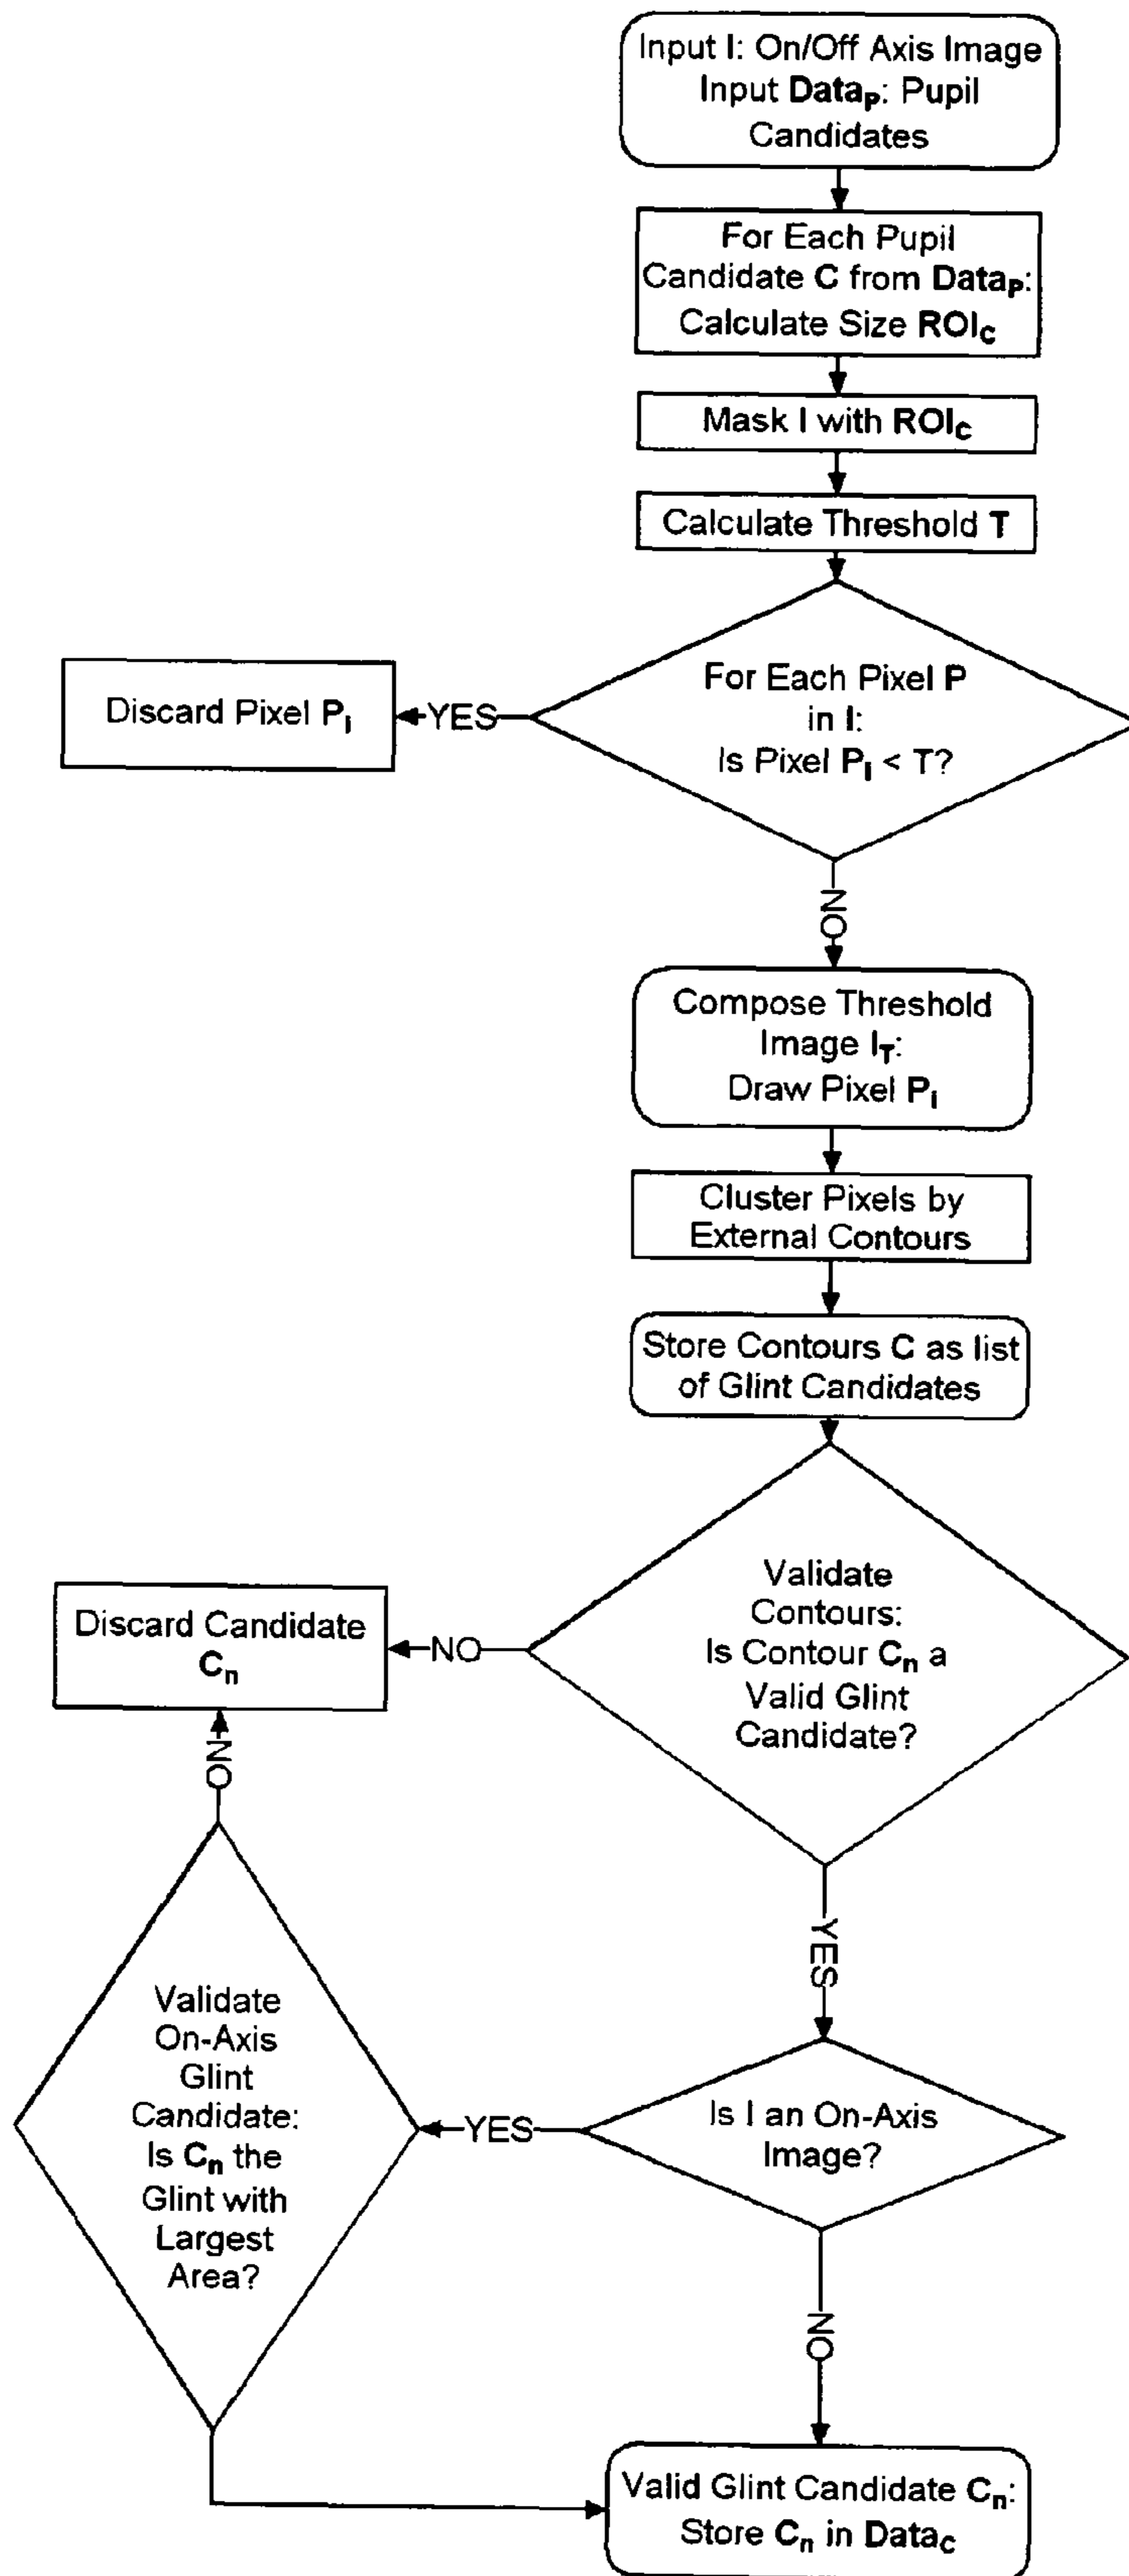 Input I: On/Off Axis Image
Input Data_P: Pupil
Candidates
For Each Pupil
Candidate C from Data_P:
Calculate Size ROI_C
Mask I with ROI_C
Calculate Threshold T
For Each Pixel P
in I:
Is Pixel P_i < T?
YES
Discard Pixel P_i
NO
Compose Threshold
Image I_T:
Draw Pixel P_i
Cluster Pixels by
External Contours
Store Contours C as list
of Glint Candidates
Validate
Contours:
Is Contour C_n a
Valid Glint
Candidate?
NO
Discard Candidate
C_n
NO
YES
Validate
On-Axis
Glint
Candidate:
Is C_n the
Glint with
Largest
Area?
YES
Is I an On-Axis
Image?
NO
Valid Glint Candidate C_n:
Store C_n in Data_C